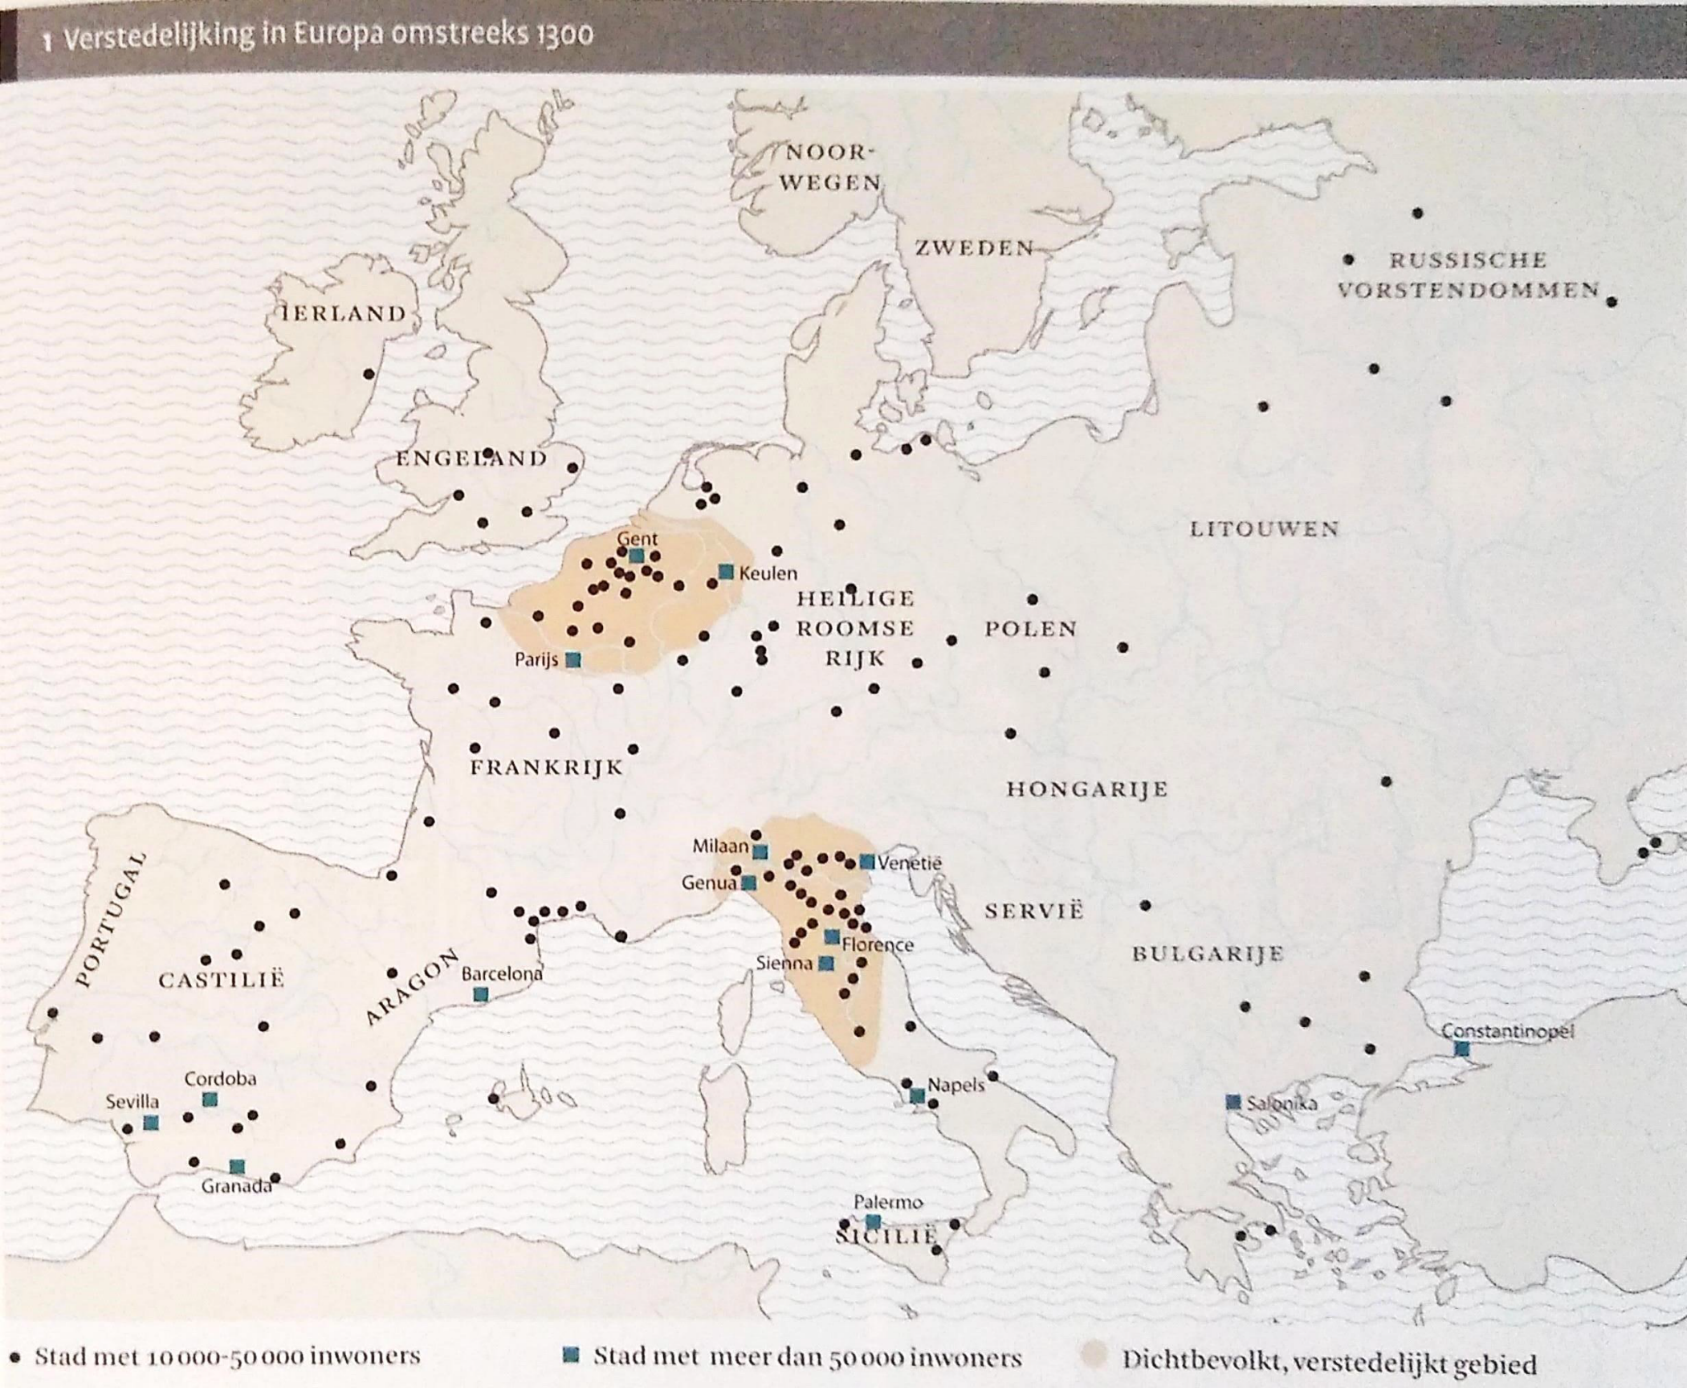 1 Verstedelijking in Europa omstreeks 1300
NOOR-
WEGEN
ZWEDEN
RUSSISCHE
VORSTENDOMMEN
IERLAND
ENGELAND
LITOUWEN
Gent
Keulen
HEILIGE
ROOMSE
RIJK
POLEN
Parijs
FRANKRIJK
HONGARIJE
Milaan
Venetië
Genua
PORTUGAL
SERVIË
Florence
BULGARIJE
Sienna
CASTILIË
ARAGON
Barcelona
Constantinopel
Cordoba
Napels
Sevilla
Salonika
Granada
Palermo
SICILIË
Stad met 10 000-50 000 inwoners
Stad met meer dan 50 000 inwoners
Dichtbevolkt, verstedelijkt gebied